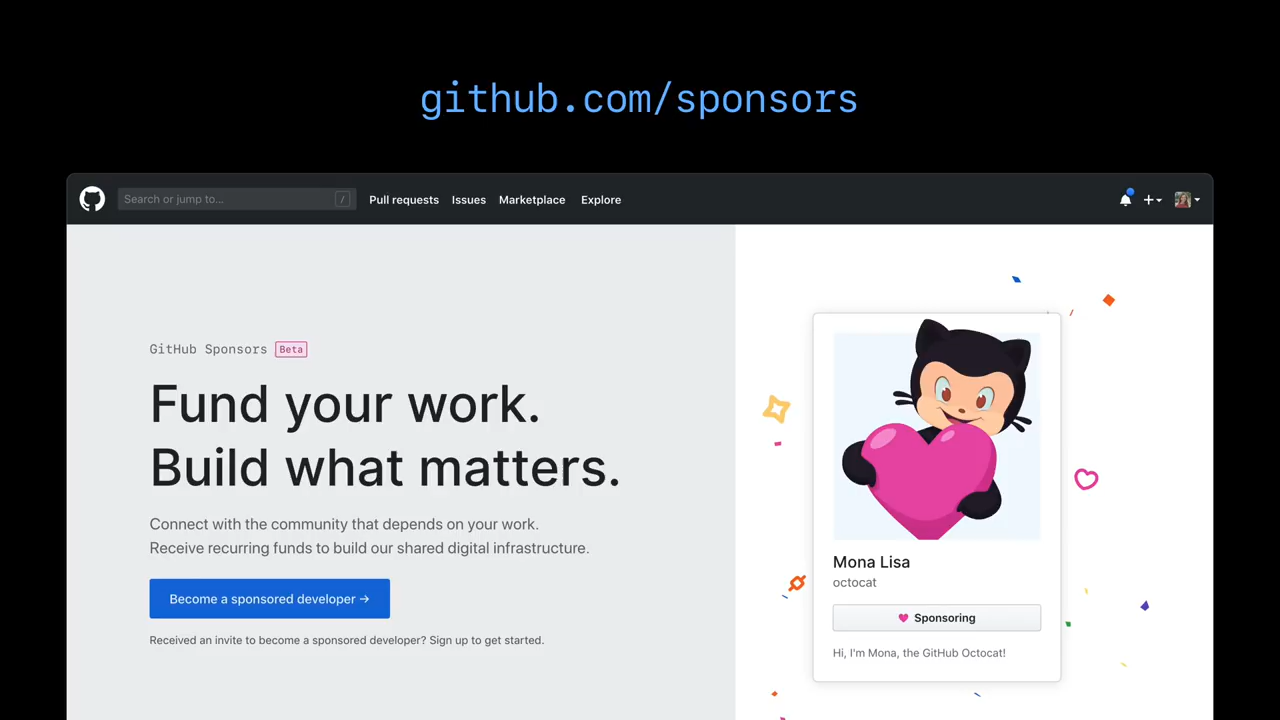 github.com/sponsors
Search or jump to... /
Pull requests Issues Marketplace Explore
GitHub Sponsors Beta
Fund your work.
Build what matters.
Connect with the community that depends on your work.
Receive recurring funds to build our shared digital infrastructure.
Become a sponsored developer →
Received an invite to become a sponsored developer? Sign up to get started.
Mona Lisa
octocat
Sponsoring
Hi, I'm Mona, the GitHub Octocat!